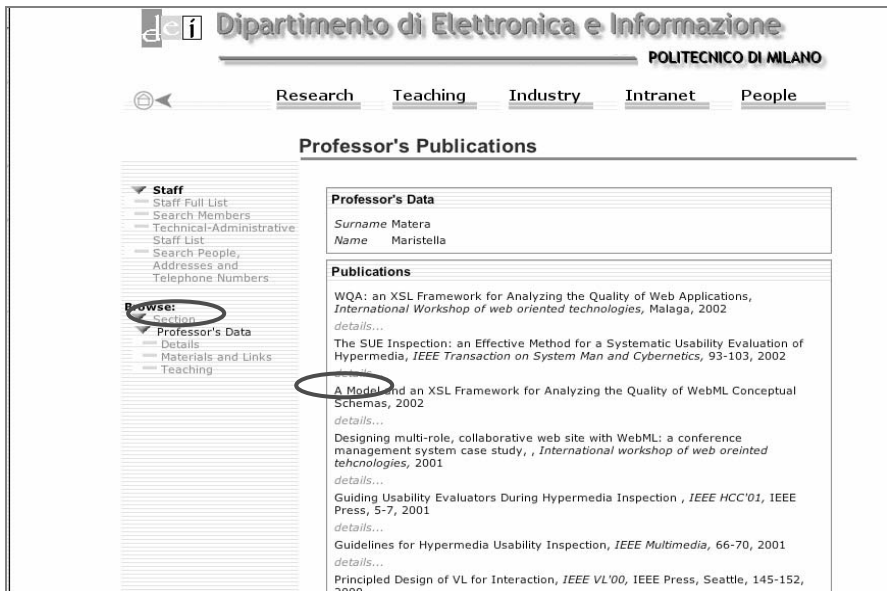 dei Dipartimento di Elettronica e Informazione
POLITECNICO DI MILANO
Research Teaching Industry Intranet People
Professor's Publications
Staff
Staff Full List
Search Members
Technical-Administrative
Staff List
Search People,
Addresses and
Telephone Numbers
Browse:
Section
Professor's Data
Details
Materials and Links
Teaching
Professor's Data
Surname Matera
Name Maristella
Publications
WQA: an XSL Framework for Analyzing the Quality of Web Applications,
International Workshop of web oriented technologies, Malaga, 2002
details...
The SUE Inspection: an Effective Method for a Systematic Usability Evaluation of
Hypermedia, IEEE Transaction on System Man and Cybernetics, 93-103, 2002
details...
A Model and an XSL Framework for Analyzing the Quality of WebML Conceptual
Schemas, 2002
details...
Designing multi-role, collaborative web site with WebML: a conference
management system case study, , International workshop of web oreinted
tehcnologies, 2001
details...
Guiding Usability Evaluators During Hypermedia Inspection , IEEE HCC'01, IEEE
Press, 5-7, 2001
details...
Guidelines for Hypermedia Usability Inspection, IEEE Multimedia, 66-70, 2001
details...
Principled Design of VL for Interaction, IEEE VL'00, IEEE Press, Seattle, 145-152,
2000